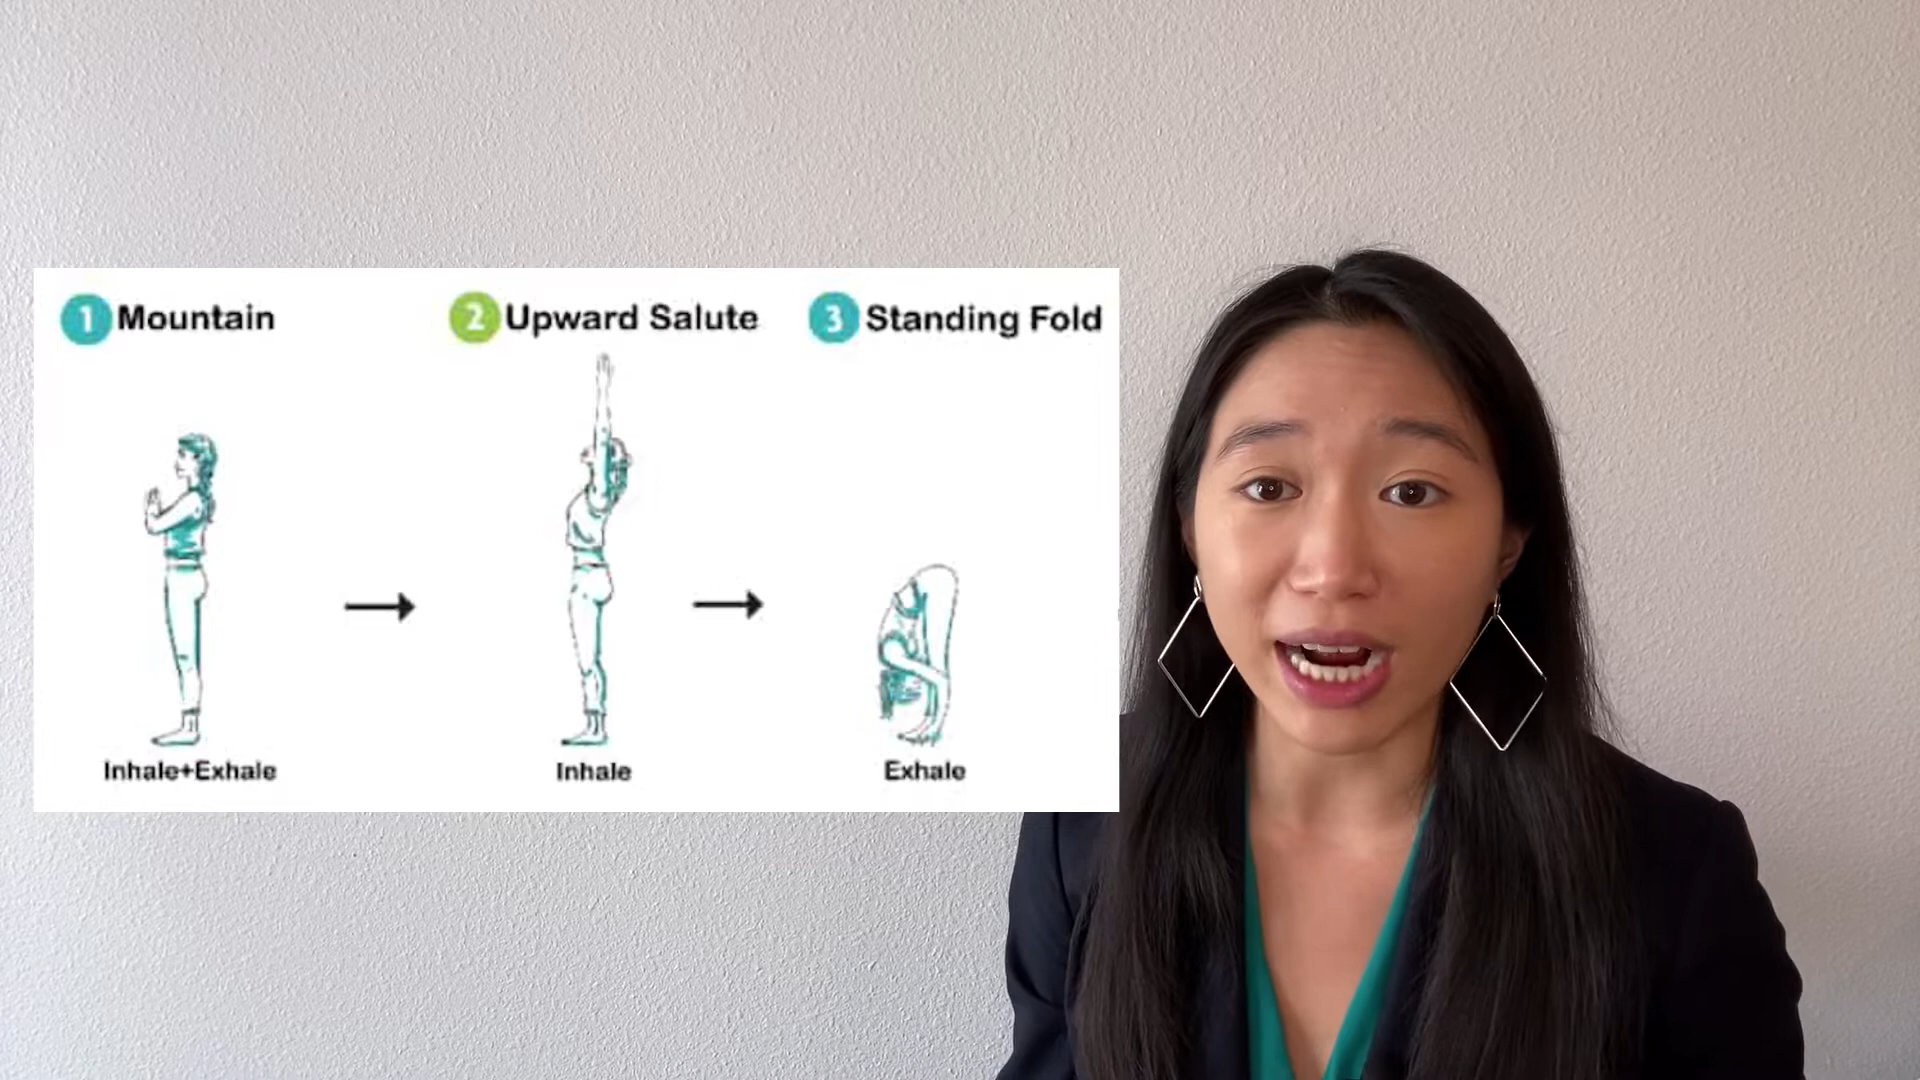 1 Mountain
2 Upward Salute
3 Standing Fold
Inhale+Exhale
Inhale
Exhale